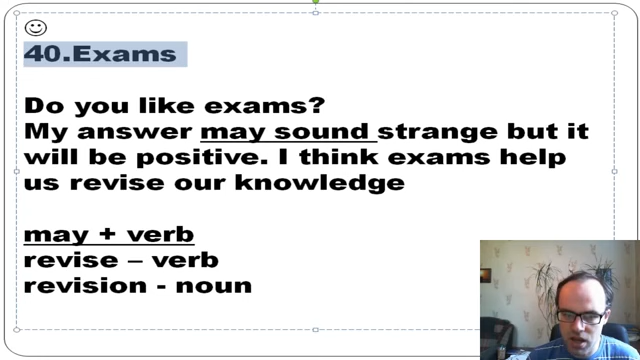 40.Exams
Do you like exams?
My answer may sound strange but it
will be positive. I think exams help
us revise our knowledge
may + verb
revise – verb
revision - noun